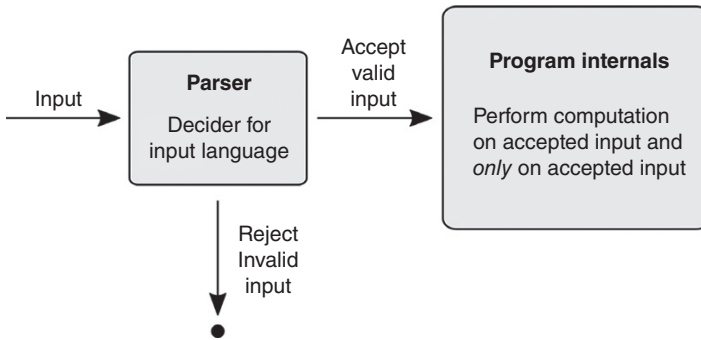 Input
Parser
Decider for
input language
Accept
valid
input
Program internals
Perform computation
on accepted input and
only on accepted input
Reject
Invalid
input